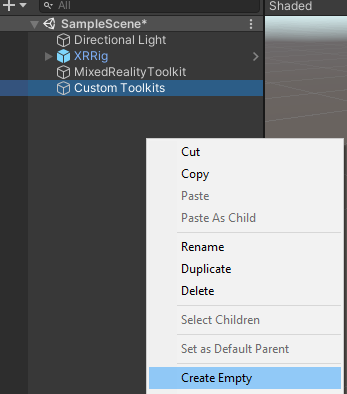 All
Shaded
SampleScene*
Directional Light
XRRig
MixedRealityToolkit
Custom Toolkits
Cut
Copy
Paste
Paste As Child
Rename
Duplicate
Delete
Select Children
Set as Default Parent
Create Empty